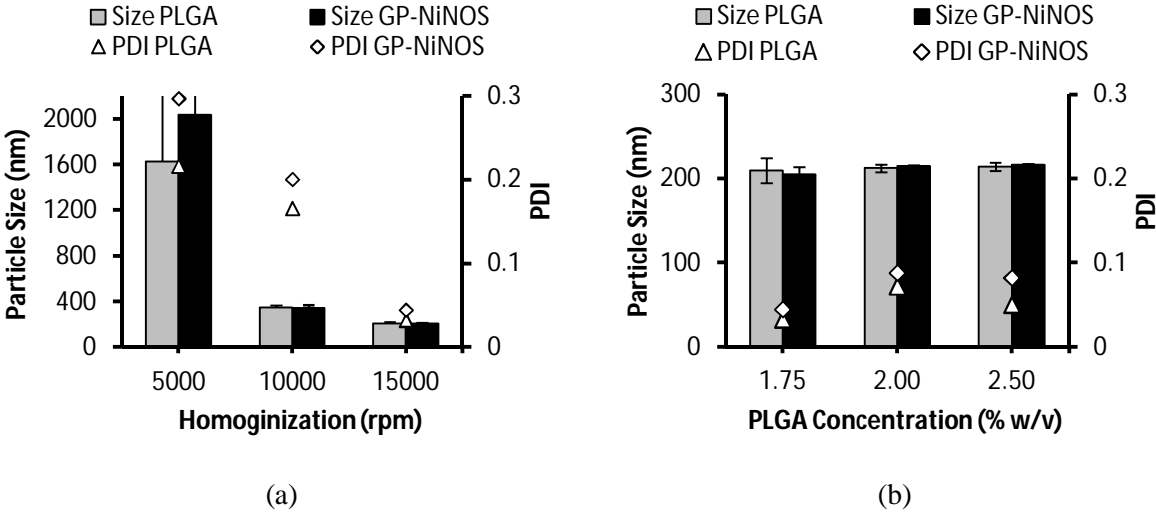 Size PLGA Size GP-NiNOS
PDI PLGA PDI GP-NiNOS
2000
1600
1200
800
400
0
Particle Size (nm)
0.3
0.2
0.1
0
PDI
5000 10000 15000
Homoginization (rpm)
(a)
Size PLGA Size GP-NiNOS
PDI PLGA PDI GP-NiNOS
300
200
100
0
Particle Size (nm)
0.3
0.2
0.1
0
PDI
1.75 2.00 2.50
PLGA Concentration (% w/v)
(b)